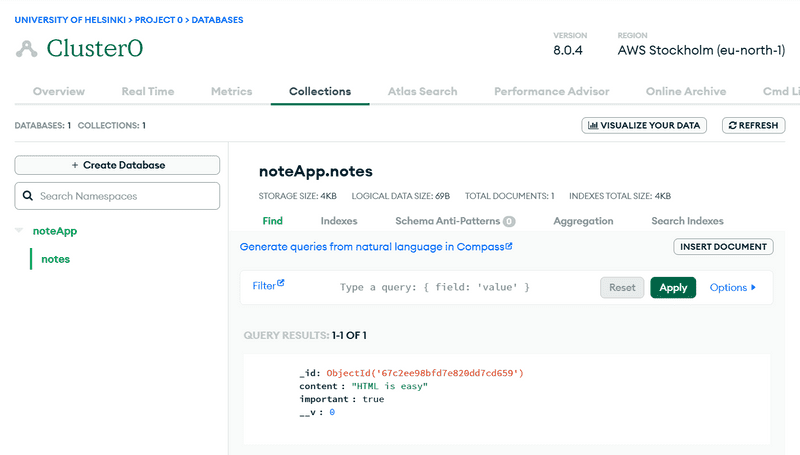 UNIVERSITY OF HELSINKI > PROJECT 0 > DATABASES
Cluster0
VERSION
8.0.4
REGION
AWS Stockholm (eu-north-1)
Overview Real Time Metrics Collections Atlas Search Performance Advisor Online Archive Cmd Li
DATABASES: 1 COLLECTIONS: 1
VISUALIZE YOUR DATA
REFRESH
+ Create Database
Search Namespaces
noteApp
notes
noteApp.notes
STORAGE SIZE: 4KB LOGICAL DATA SIZE: 69B TOTAL DOCUMENTS: 1 INDEXES TOTAL SIZE: 4KB
Find Indexes Schema Anti-Patterns 0 Aggregation Search Indexes
Generate queries from natural language in Compass
INSERT DOCUMENT
Filter Type a query: { field: 'value' } Reset Apply Options
QUERY RESULTS: 1-1 OF 1
_id: ObjectId('67c2ee98bfd7e820dd7cd659')
content: "HTML is easy"
important: true
__v: 0